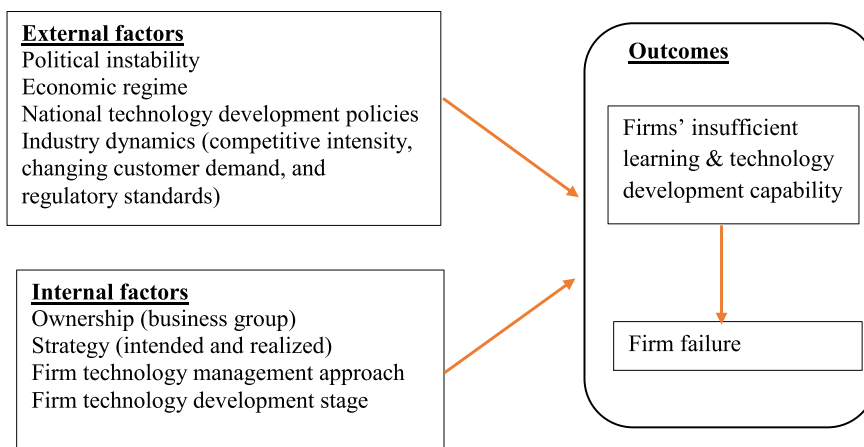 External factors
Political instability
Economic regime
National technology development policies
Industry dynamics (competitive intensity,
changing customer demand, and
regulatory standards)
Internal factors
Ownership (business group)
Strategy (intended and realized)
Firm technology management approach
Firm technology development stage
Outcomes
Firms’ insufficient
learning & technology
development capability
Firm failure